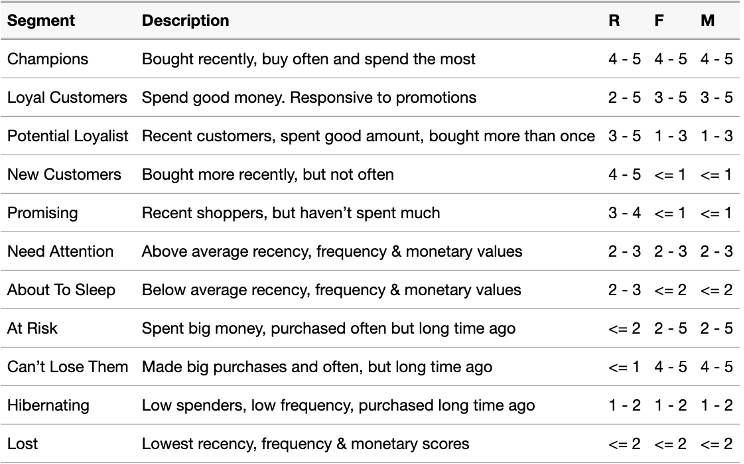 Segment Description R F M
Champions Bought recently, buy often and spend the most 4 - 5 4 - 5 4 - 5
Loyal Customers Spend good money. Responsive to promotions 2 - 5 3 - 5 3 - 5
Potential Loyalist Recent customers, spent good amount, bought more than once 3 - 5 1 - 3 1 - 3
New Customers Bought more recently, but not often 4 - 5 <= 1 <= 1
Promising Recent shoppers, but haven’t spent much 3 - 4 <= 1 <= 1
Need Attention Above average recency, frequency & monetary values 2 - 3 2 - 3 2 - 3
About To Sleep Below average recency, frequency & monetary values 2 - 3 <= 2 <= 2
At Risk Spent big money, purchased often but long time ago <= 2 2 - 5 2 - 5
Can’t Lose Them Made big purchases and often, but long time ago <= 1 4 - 5 4 - 5
Hibernating Low spenders, low frequency, purchased long time ago 1 - 2 1 - 2 1 - 2
Lost Lowest recency, frequency & monetary scores <= 2 <= 2 <= 2